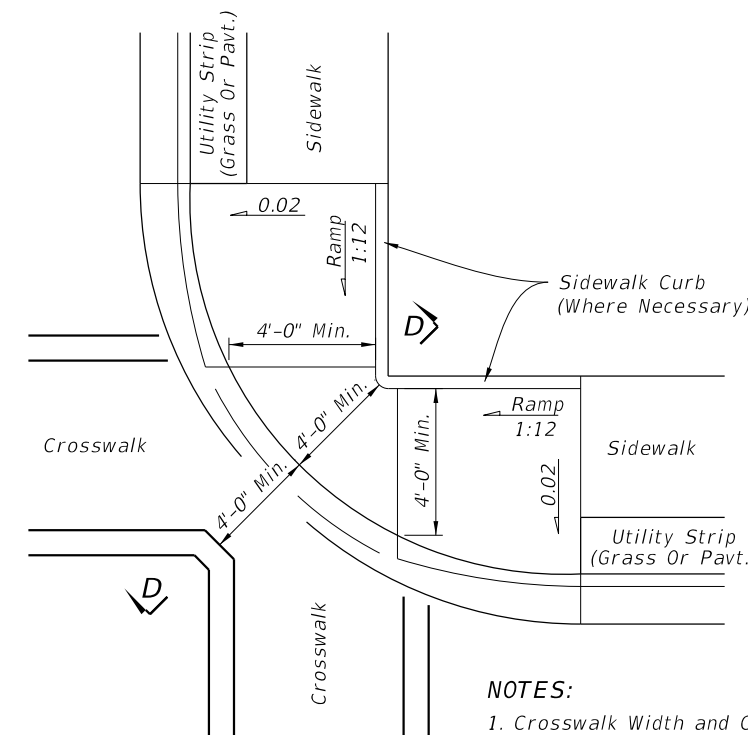 Utility Strip
(Grass Or Pavt.)
Sidewalk
0.02
Ramp
1:12
Sidewalk Curb
(Where Necessary)
D
4'-0" Min.
4'-0" Min.
4'-0" Min.
Ramp
1:12
Crosswalk
Sidewalk
4'-0" Min.
0.02
Utility Strip
(Grass Or Pavt.
D
Crosswalk
NOTES:
1. Crosswalk Width and C